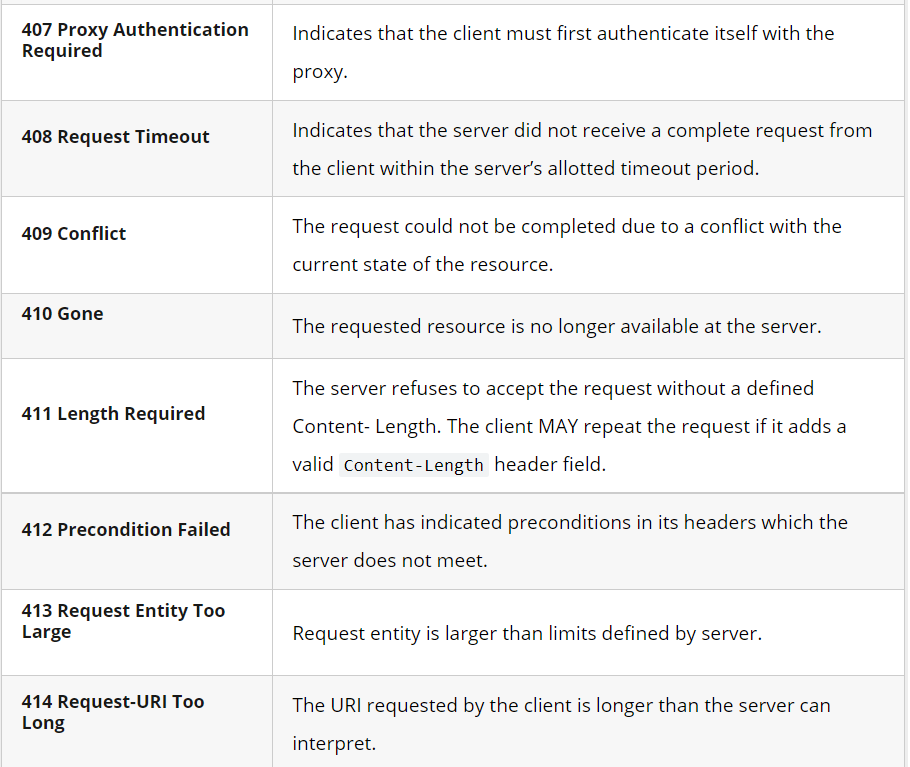 407 Proxy Authentication
Required
Indicates that the client must first authenticate itself with the
proxy.
408 Request Timeout
Indicates that the server did not receive a complete request from
the client within the server’s allotted timeout period.
409 Conflict
The request could not be completed due to a conflict with the
current state of the resource.
410 Gone
The requested resource is no longer available at the server.
411 Length Required
The server refuses to accept the request without a defined
Content- Length. The client MAY repeat the request if it adds a
valid Content-Length header field.
412 Precondition Failed
The client has indicated preconditions in its headers which the
server does not meet.
413 Request Entity Too
Large
Request entity is larger than limits defined by server.
414 Request-URI Too
Long
The URI requested by the client is longer than the server can
interpret.